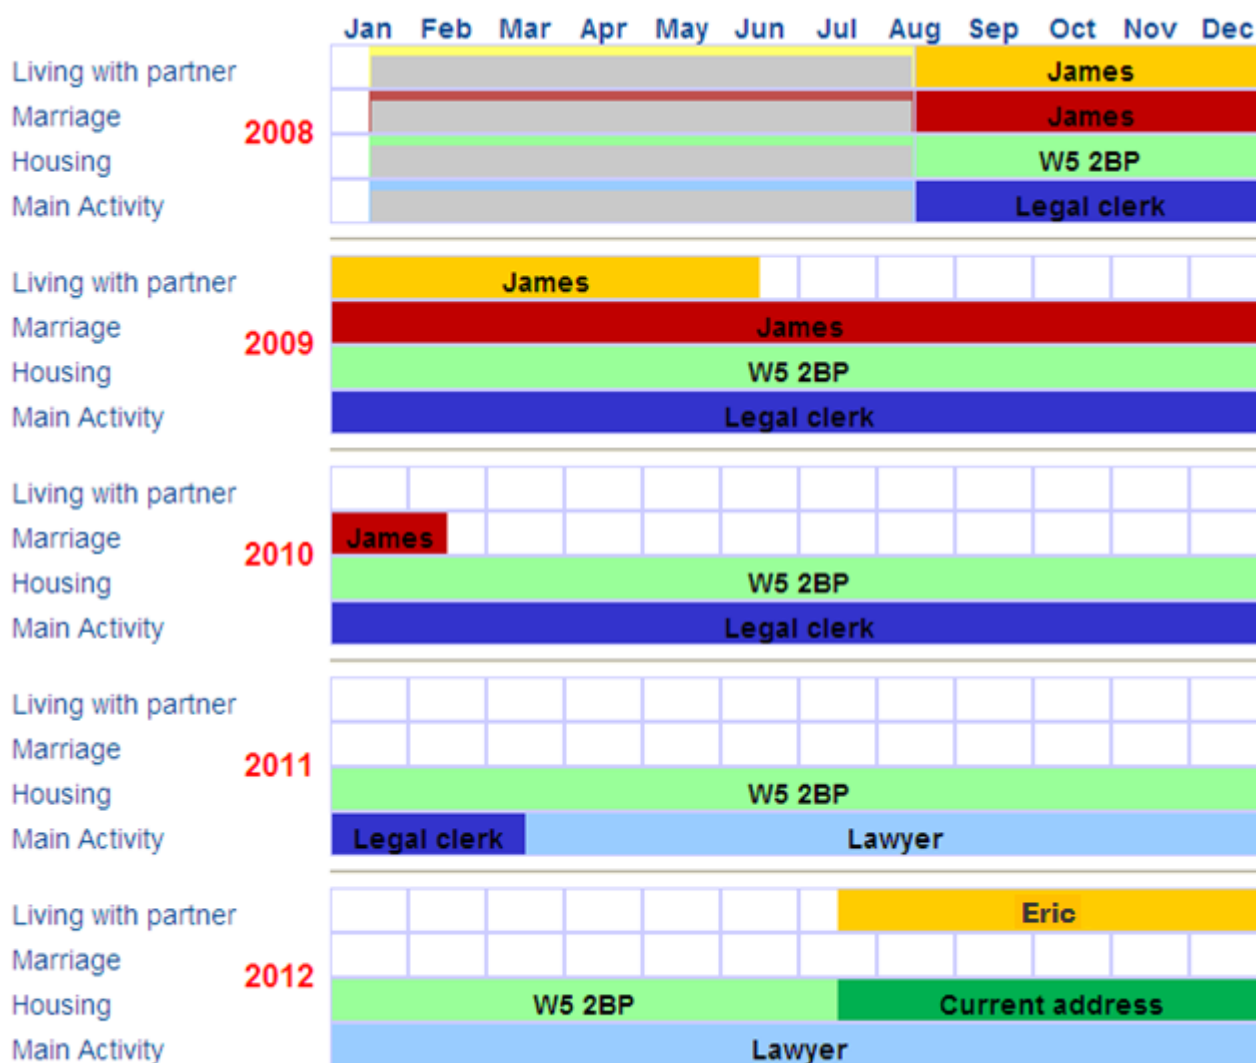 Jan Feb Mar Apr May Jun Jul Aug Sep Oct Nov Dec
Living with partner James
Marriage James
2008
Housing W5 2BP
Main Activity Legal clerk
Living with partner James
Marriage James
2009
Housing W5 2BP
Main Activity Legal clerk
Living with partner
Marriage James
2010
Housing W5 2BP
Main Activity Legal clerk
Living with partner
Marriage
2011
Housing W5 2BP
Main Activity Legal clerk Lawyer
Living with partner Eric
Marriage
2012
Housing W5 2BP Current address
Main Activity Lawyer